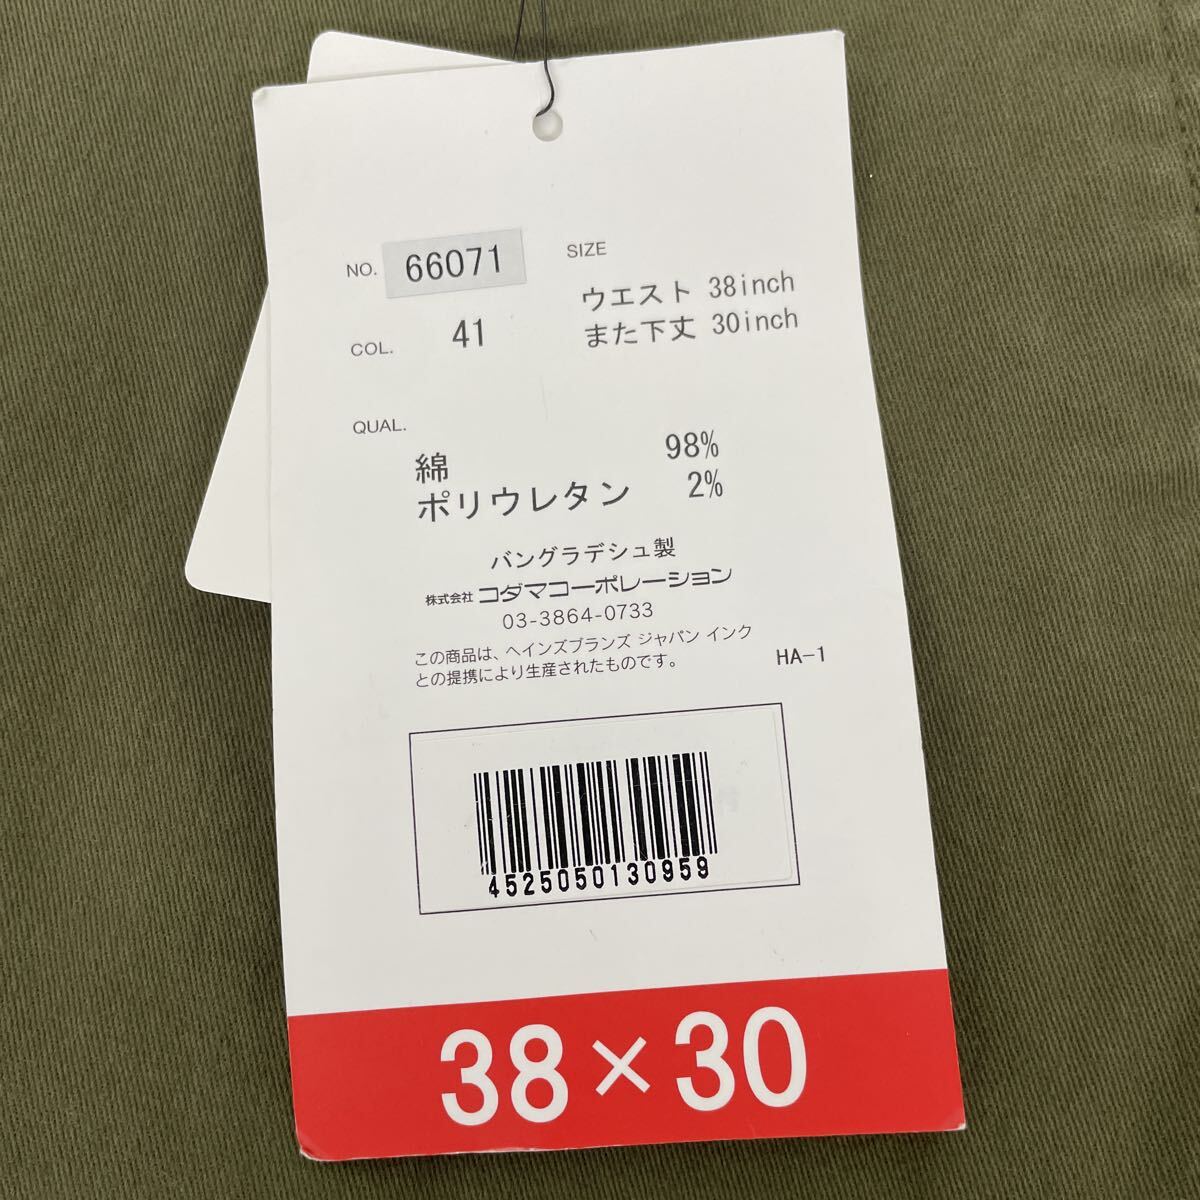 NO. 66071
COL. 41
SIZE
ウエスト 38inch
また下丈 30inch
QUAL.
綿 98%
ポリウレタン 2%
バングラデシュ製
株式会社 コダマコーポレーション
03-3864-0733
この商品は、ヘインズブランズ ジャパン インク
との提携により生産されたものです。
HA-1
4525050130959
38×30